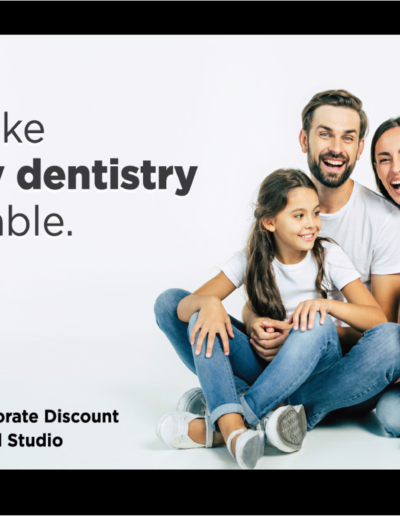 ke
y dentistry
able.
orate Discount
l Studio